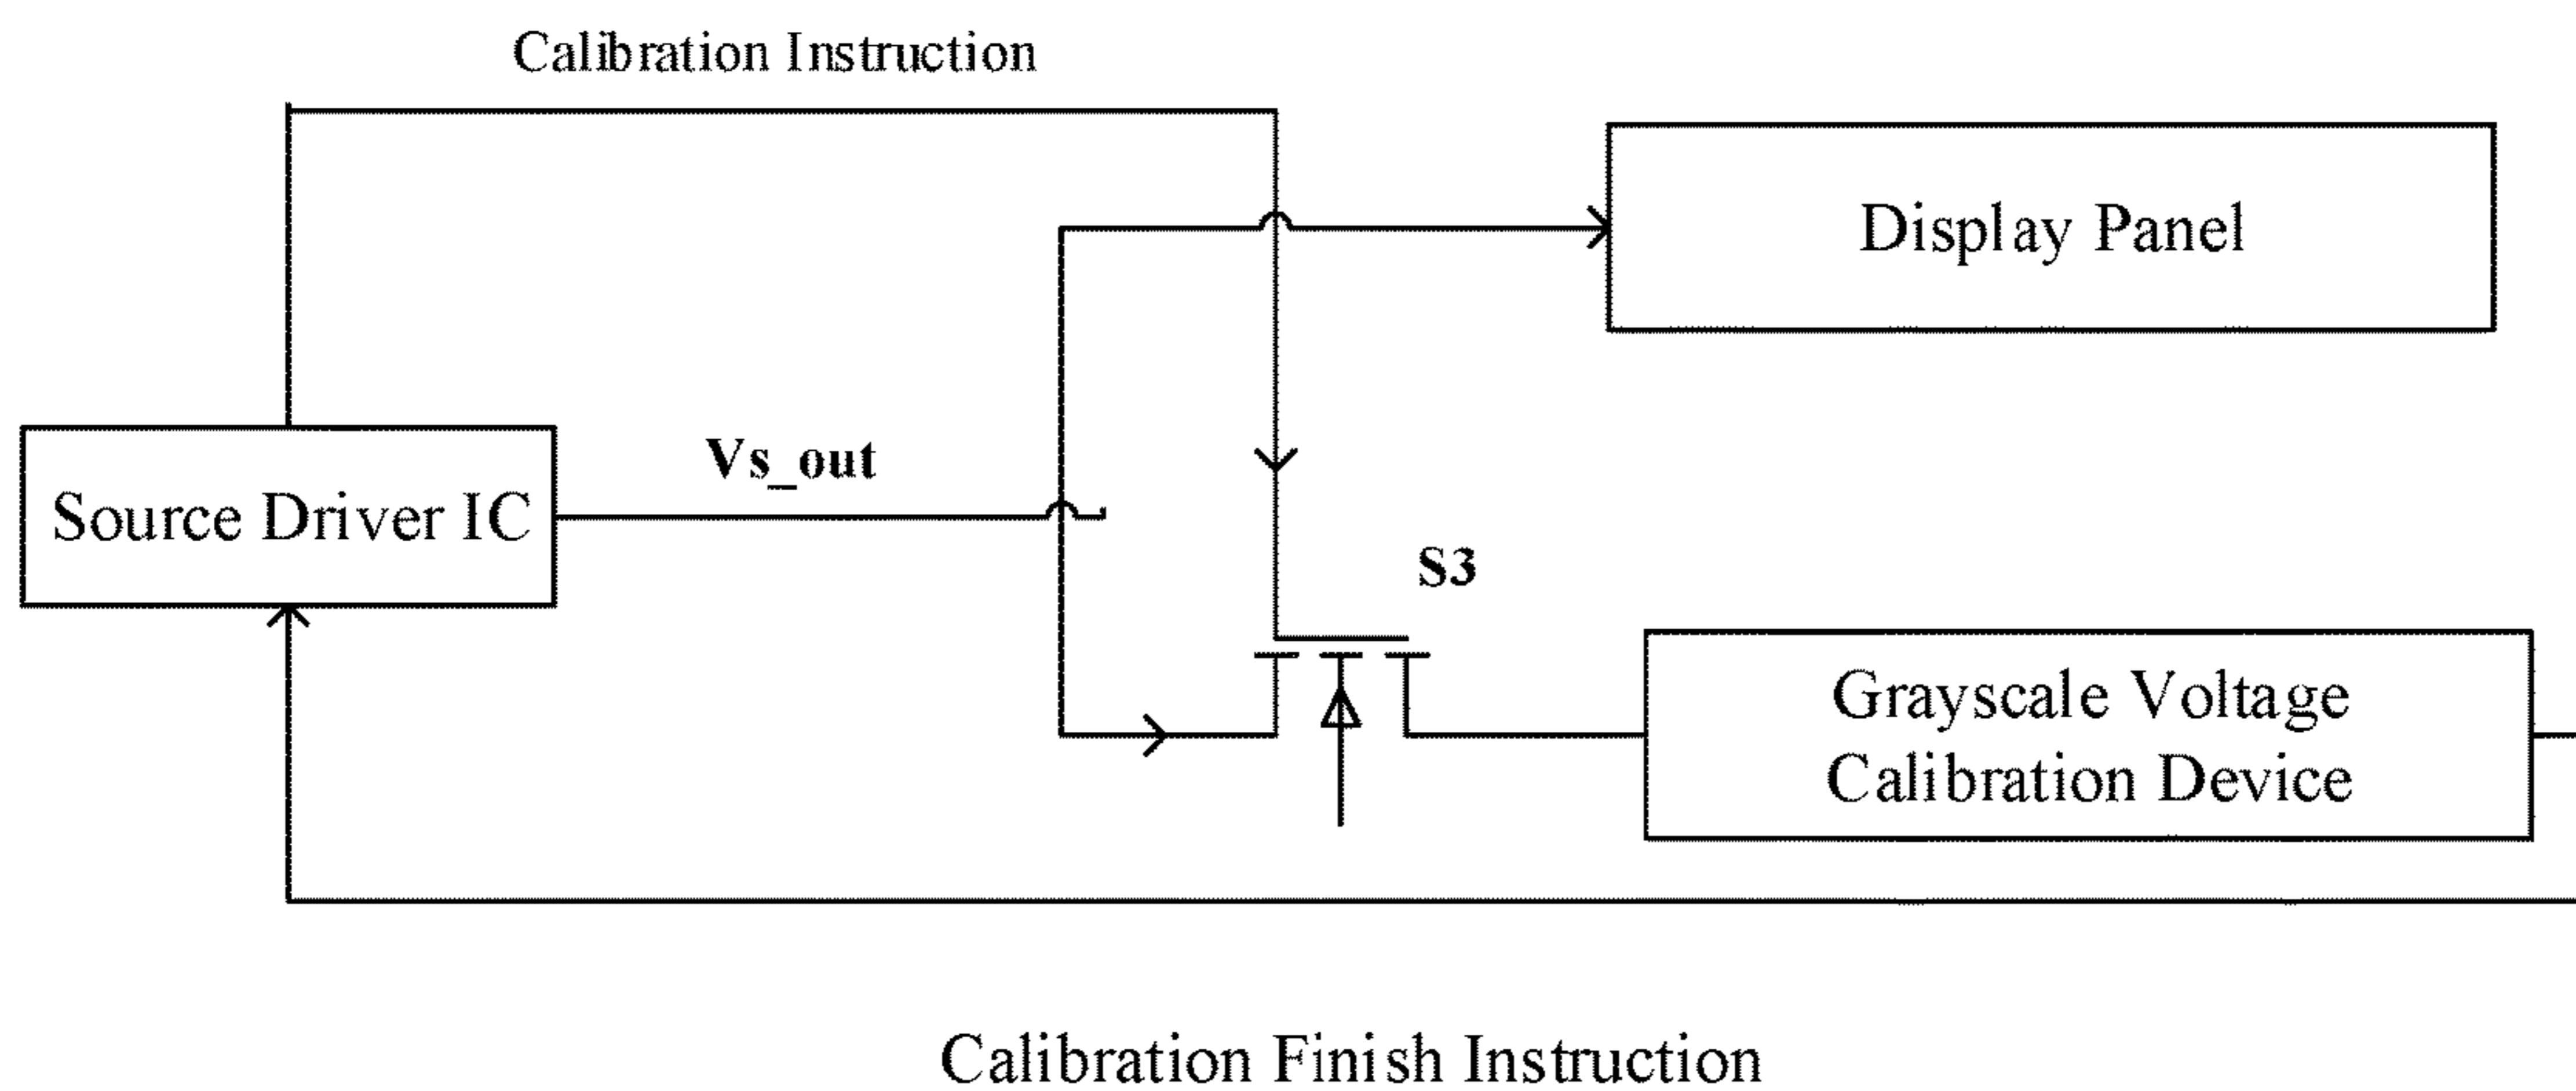 Calibration Instruction
Display Panel
Vs_out
Source Driver IC
S3
Grayscale Voltage
Calibration Device
Calibration Finish Instruction